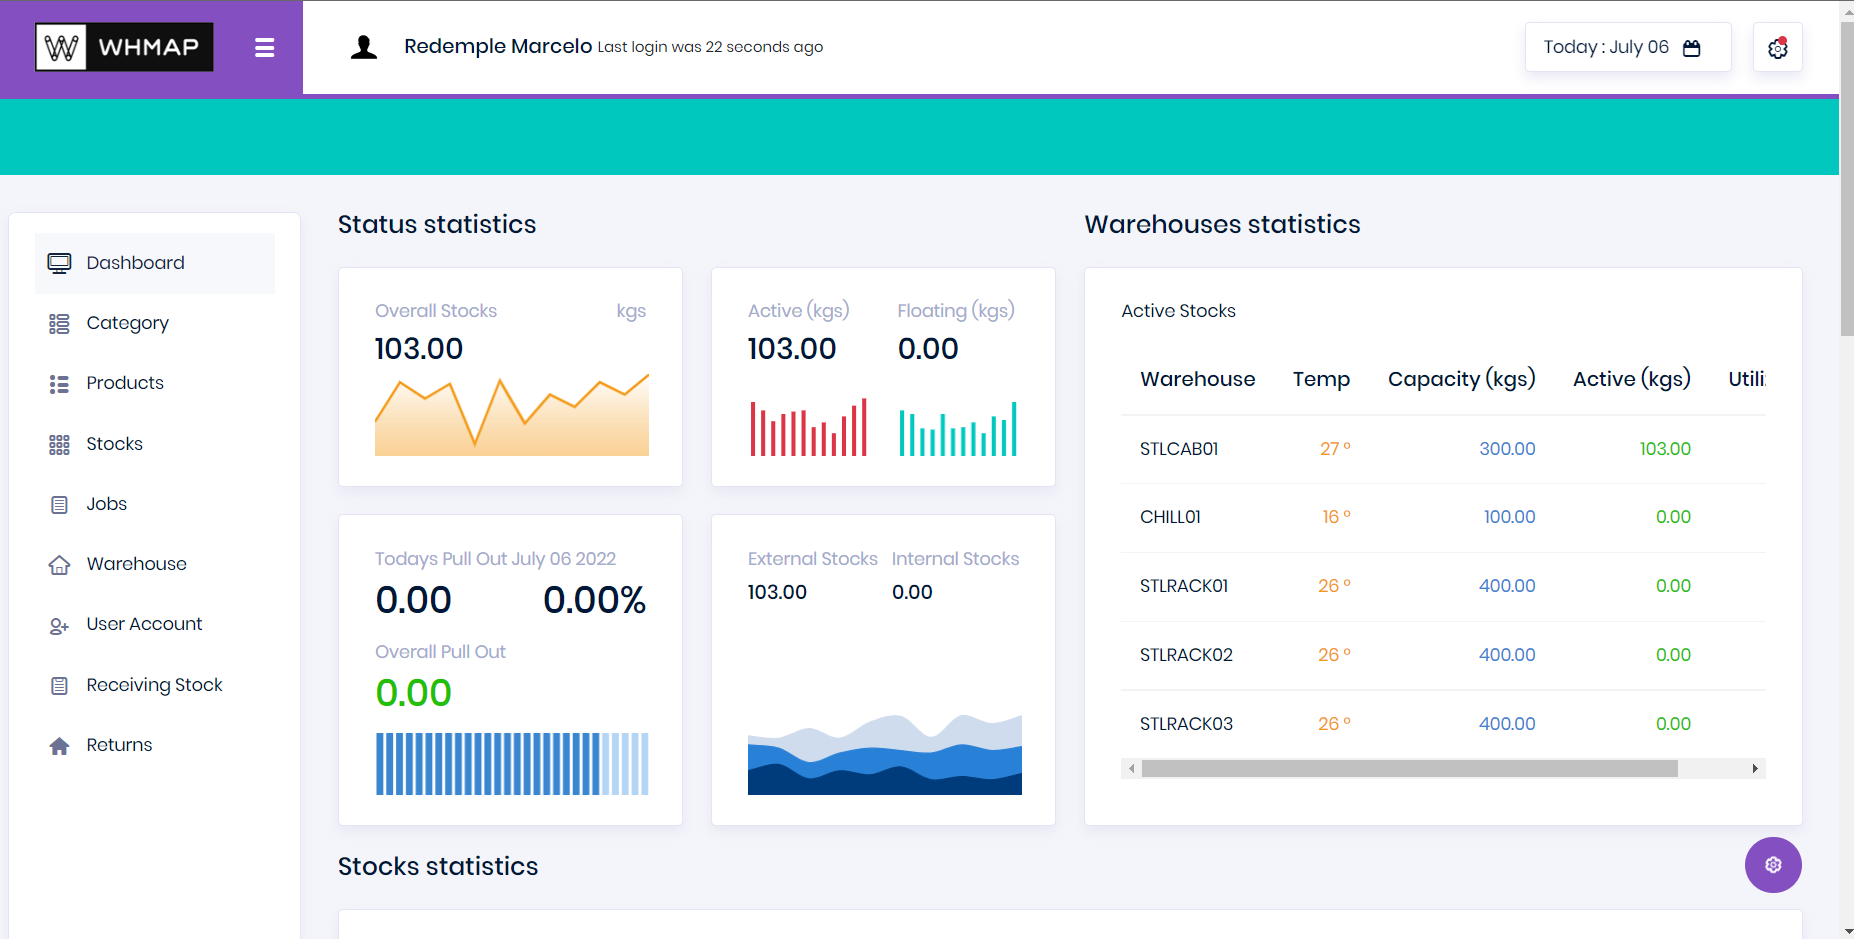 W WHMAP
Redemple Marcelo Last login was 22 seconds ago
Today : July 06
Dashboard
Category
Products
Stocks
Jobs
Warehouse
User Account
Receiving Stock
Returns
Status statistics
Overall Stocks kgs
103.00
Active (kgs) Floating (kgs)
103.00 0.00
Todays Pull Out July 06 2022
0.00 0.00%
Overall Pull Out
0.00
External Stocks Internal Stocks
103.00 0.00
Warehouses statistics
Active Stocks
Warehouse Temp Capacity (kgs) Active (kgs) Utili
STLCAB01 27 º 300.00 103.00
CHILL01 16 º 100.00 0.00
STLRACK01 26 º 400.00 0.00
STLRACK02 26 º 400.00 0.00
STLRACK03 26 º 400.00 0.00
Stocks statistics